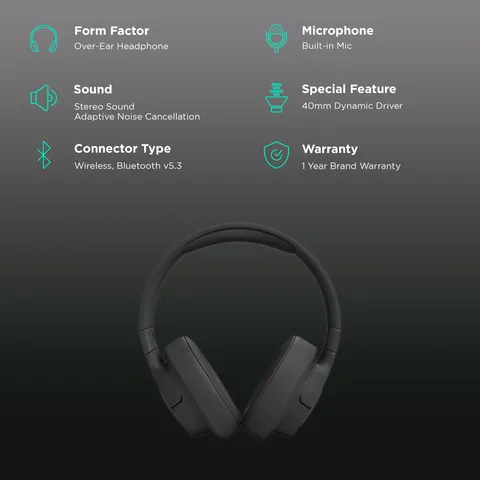 Form Factor
Over-Ear Headphone
Microphone
Built-in Mic
Sound
Stereo Sound
Adaptive Noise Cancellation
Special Feature
40mm Dynamic Driver
Connector Type
Wireless, Bluetooth v5.3
Warranty
1 Year Brand Warranty